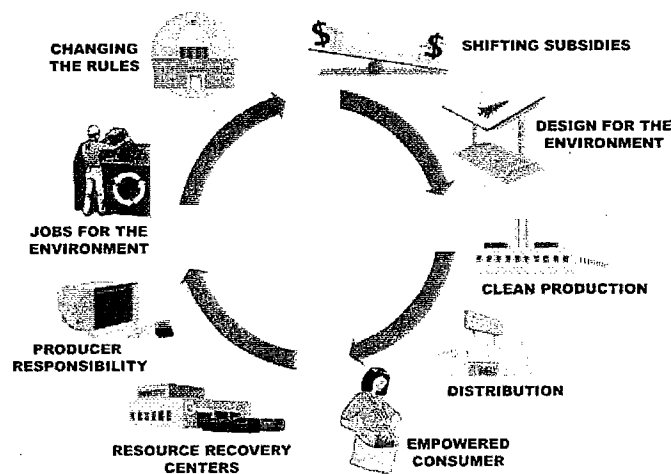 CHANGING
THE RULES
$
$
SHIFTING SUBSIDIES
DESIGN FOR THE
ENVIRONMENT
CLEAN PRODUCTION
DISTRIBUTION
EMPOWERED
CONSUMER
RESOURCE RECOVERY
CENTERS
PRODUCER
RESPONSIBILITY
JOBS FOR THE
ENVIRONMENT